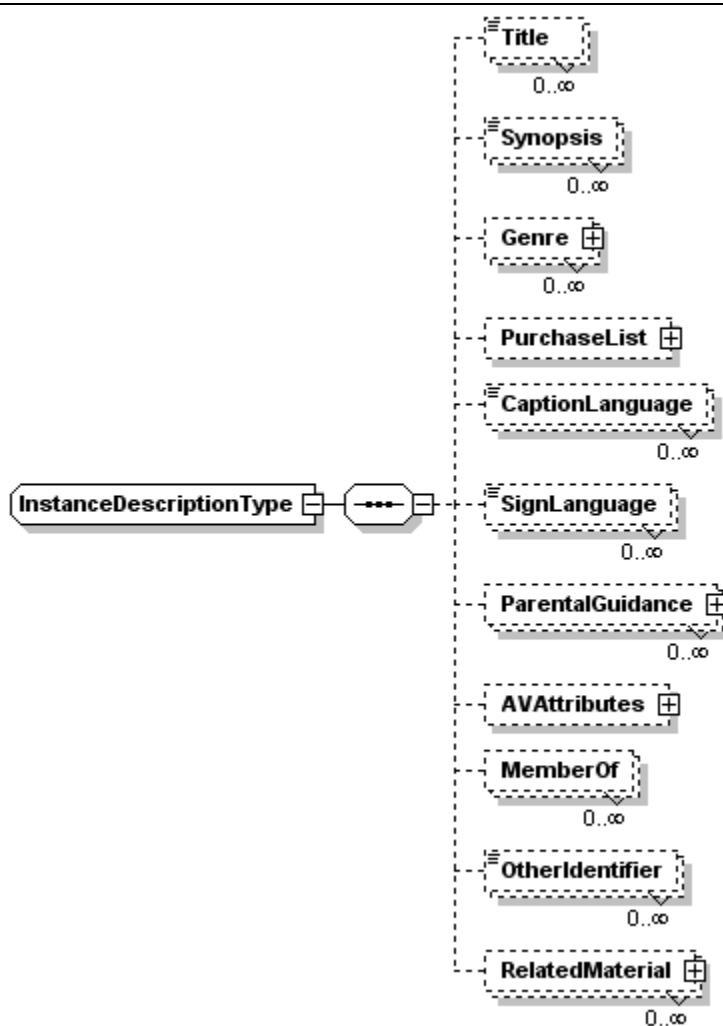 Title
0..∞
Synopsis
0..∞
Genre
0..∞
PurchaseList
CaptionLanguage
0..∞
InstanceDescriptionType
SignLanguage
0..∞
ParentalGuidance
0..∞
AVAttributes
MemberOf
0..∞
OtherIdentifier
0..∞
RelatedMaterial
0..∞